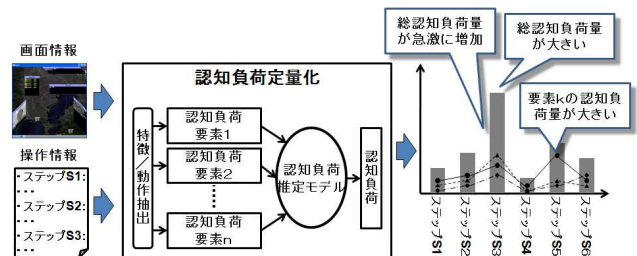 画面情報
操作情報
・ステップS1:
...
・ステップS2:
...
・ステップS3:
...
認知負荷定量化
特徴/動作抽出
認知負荷
要素1
認知負荷
要素2
認知負荷
要素n
認知負荷
推定モデル
認知負荷
総認知負荷量
が急激に増加
総認知負荷量
が大きい
要素kの認知負
荷量が大きい
ステップS1
ステップS2
ステップS3
ステップS4
ステップS5
ステップS6